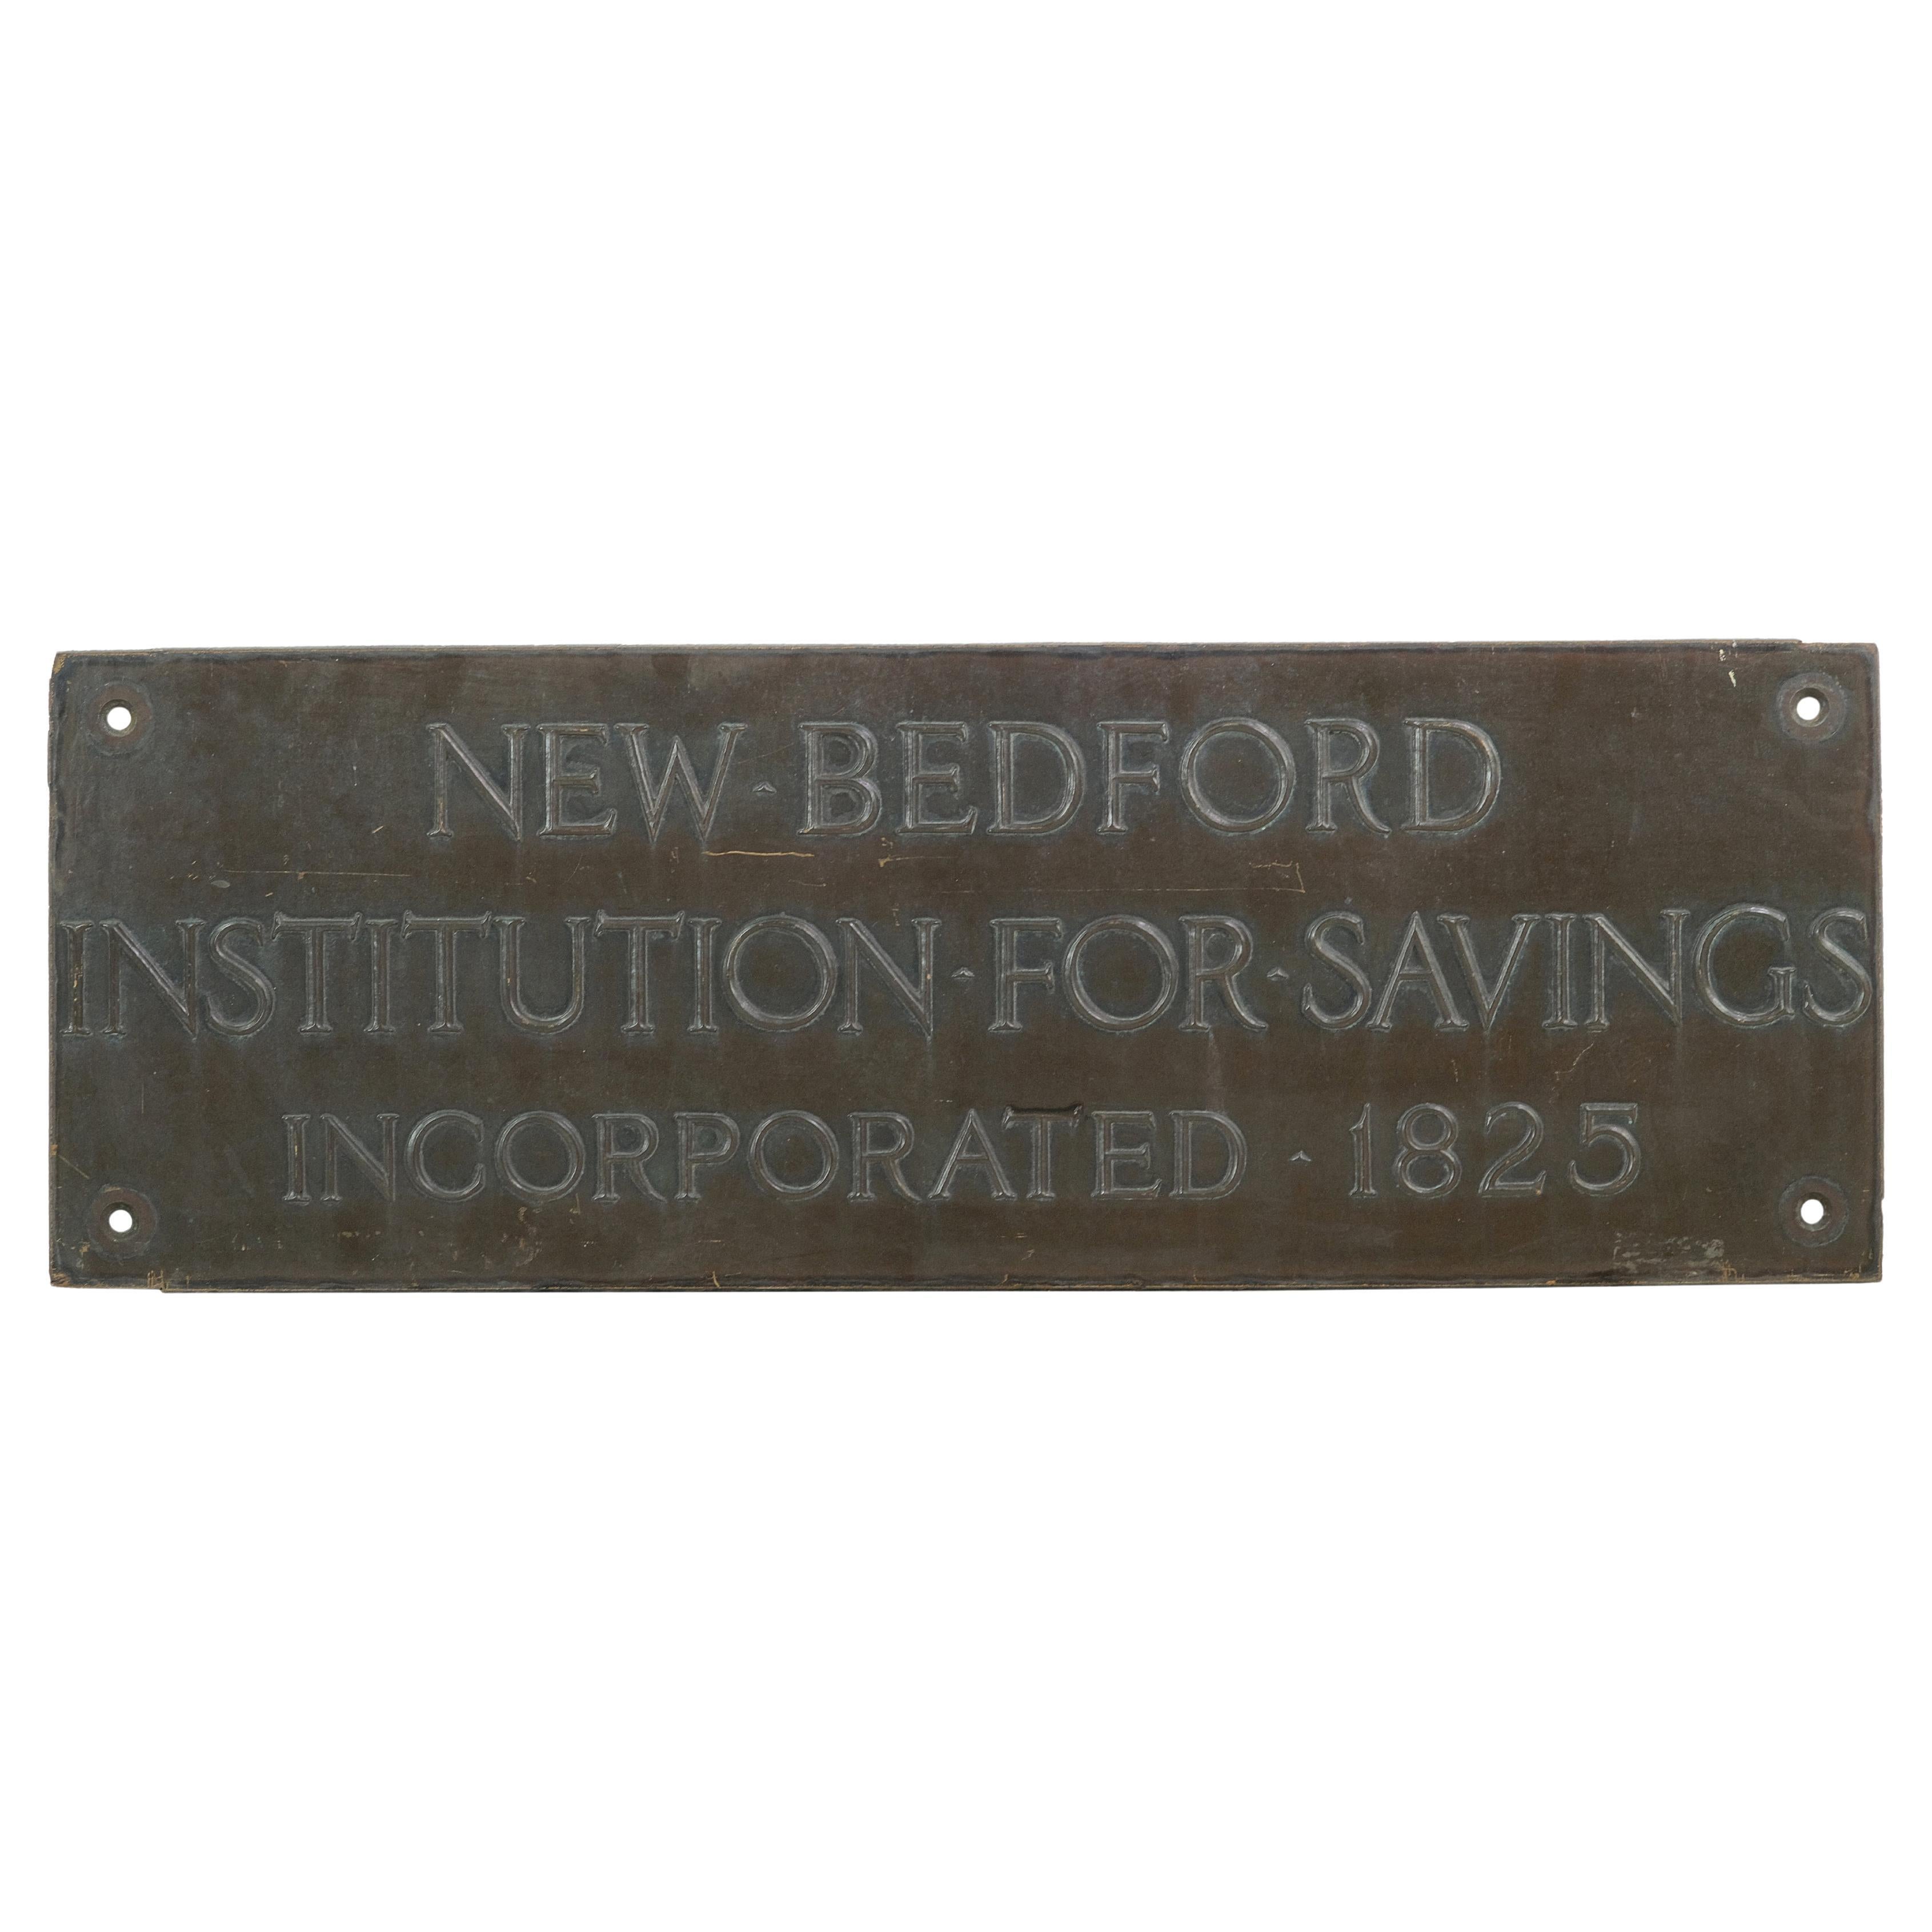 NEW · BEDFORD
INSTITUTION · FOR · SAVINGS
INCORPORATED · 1825